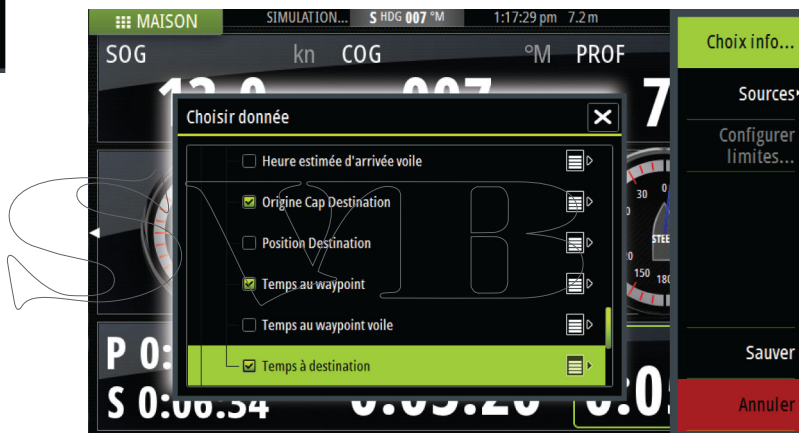 MAISON SIMULATION... S HDG 007 °M 1:17:29 pm 7.2 m
SOG kn COG °M PROF
Choisir donnée
Heure estimée d'arrivée voile
Origine Cap Destination
Position Destination
Temps au waypoint
Temps au waypoint voile
Temps à destination
30 0
STEE
150 180
P 0:
S 0:06:34
Choix info...
Sources
Configurer
limites...
Sauver
Annuler
SVB